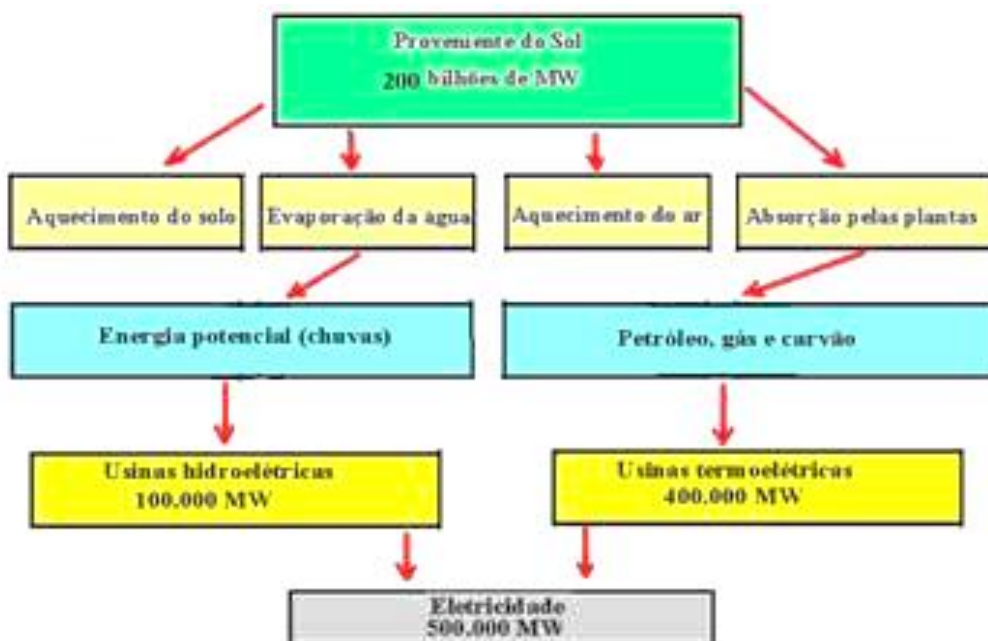 Proveniente do Sol
200 bilhões de MW
Aquecimento do solo
Evaporação da água
Aquecimento do ar
Absorção pelas plantas
Energia potencial (chuvas)
Petróleo, gás e carvão
Usinas hidroelétricas
100.000 MW
Usinas termoelétricas
400.000 MW
Eletricidade
500.000 MW